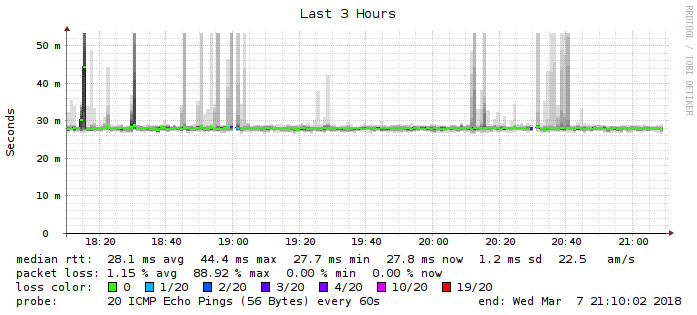 Last 3 Hours
RRDTOOL / TOBI OETIKER
Seconds
50 m
40 m
30 m
20 m
10 m
0
18:20 18:40 19:00 19:20 19:40 20:00 20:20 20:40 21:00
median rtt: 28.1 ms avg 44.4 ms max 27.7 ms min 27.8 ms now 1.2 ms sd 22.5 am/s
packet loss: 1.15 % avg 88.92 % max 0.00 % min 0.00 % now
loss color: 0 1/20 2/20 3/20 4/20 10/20 19/20
probe: 20 ICMP Echo Pings (56 Bytes) every 60s end: Wed Mar 7 21:10:02 2018